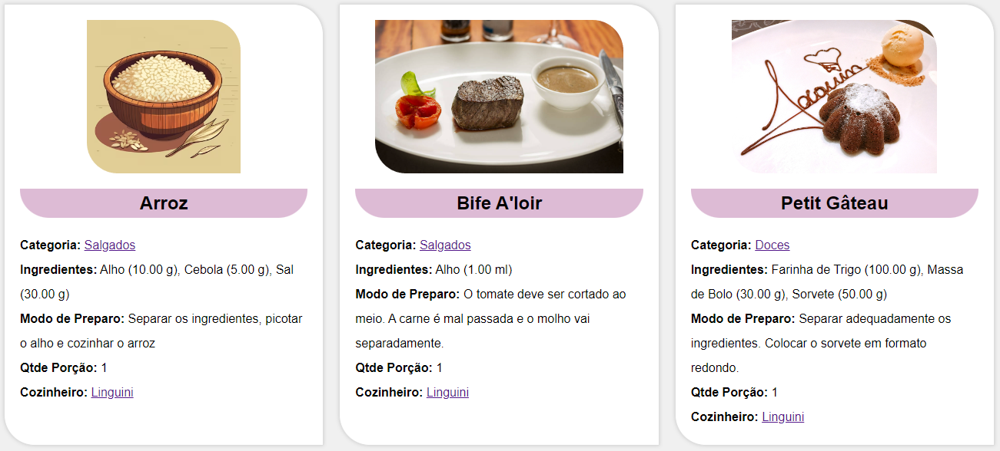 Arroz
Categoria: Salgados
Ingredientes: Alho (10.00 g), Cebola (5.00 g), Sal
(30.00 g)
Modo de Preparo: Separar os ingredientes, picotar
o alho e cozinhar o arroz
Qtde Porção: 1
Cozinheiro: Linguini
Bife A'loir
Categoria: Salgados
Ingredientes: Alho (1.00 ml)
Modo de Preparo: O tomate deve ser cortado ao
meio. A carne é mal passada e o molho vai
separadamente.
Qtde Porção: 1
Cozinheiro: Linguini
Petit Gâteau
Categoria: Doces
Ingredientes: Farinha de Trigo (100.00 g), Massa
de Bolo (30.00 g), Sorvete (50.00 g)
Modo de Preparo: Separar adequadamente os
ingredientes. Colocar o sorvete em formato
redondo.
Qtde Porção: 1
Cozinheiro: Linguini